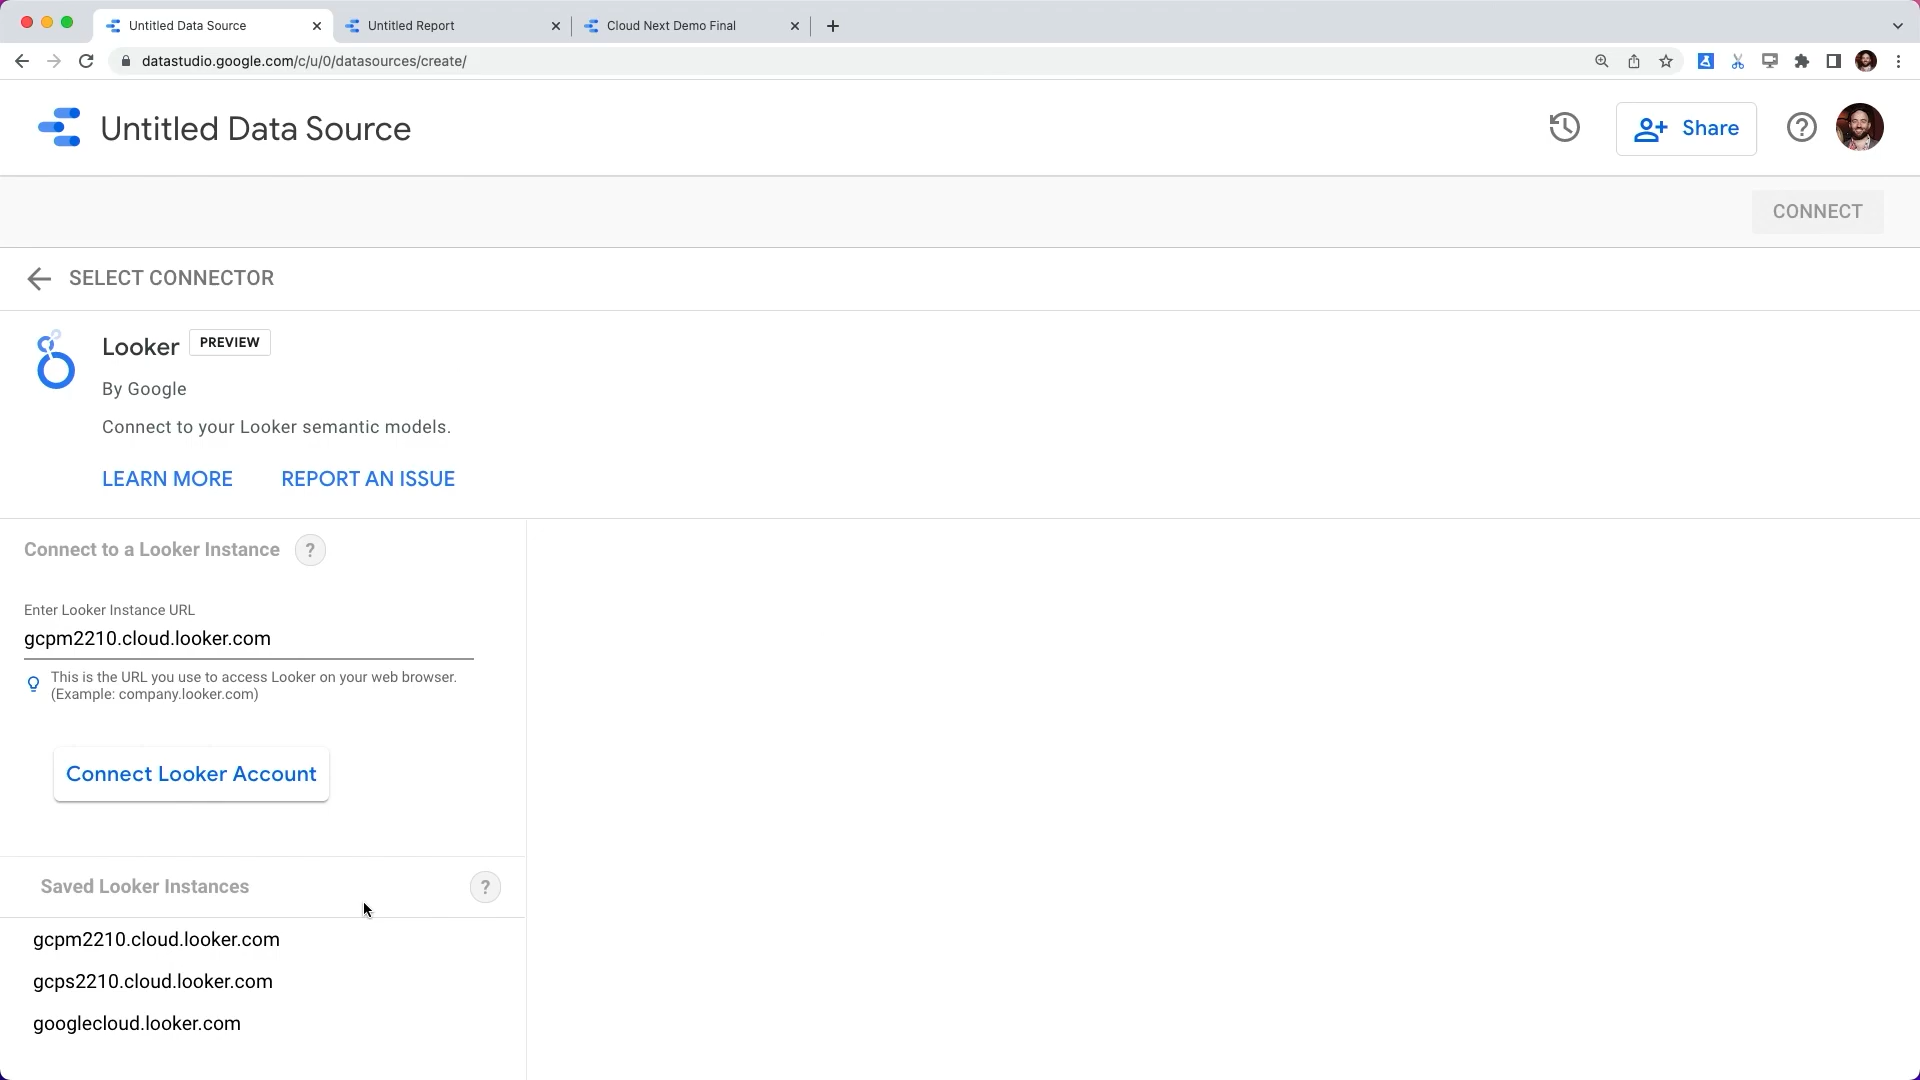 Untitled Data Source
Untitled Report
Cloud Next Demo Final
datastudio.google.com/c/u/0/datasources/create/
Untitled Data Source
Share
CONNECT
SELECT CONNECTOR
Looker PREVIEW
By Google
Connect to your Looker semantic models.
LEARN MORE REPORT AN ISSUE
Connect to a Looker Instance ?
Enter Looker Instance URL
gcpm2210.cloud.looker.com
This is the URL you use to access Looker on your web browser.
(Example: company.looker.com)
Connect Looker Account
Saved Looker Instances ?
gcpm2210.cloud.looker.com
gcps2210.cloud.looker.com
googlecloud.looker.com